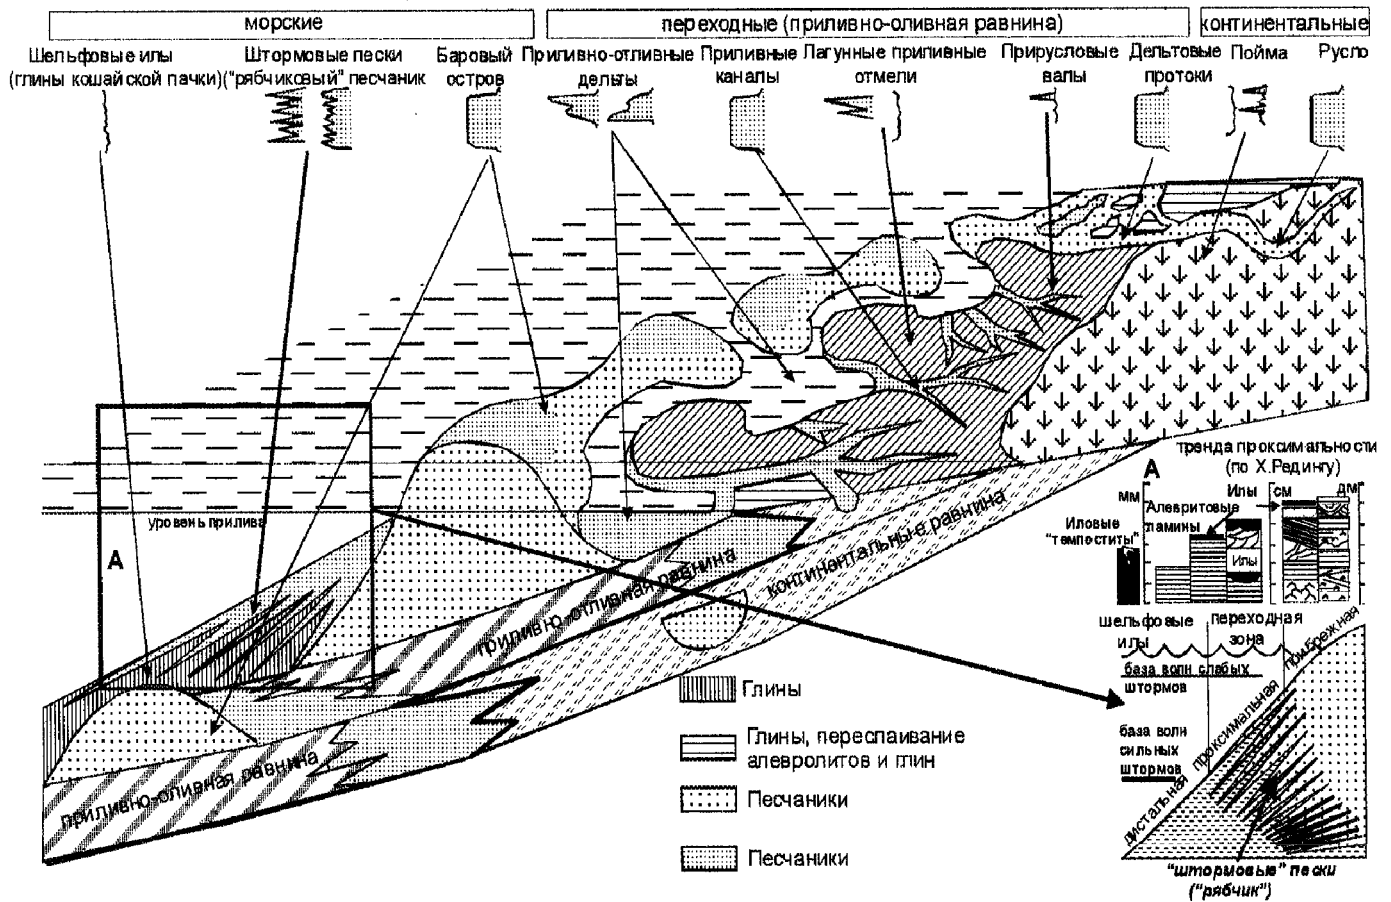 морские
переходные (приливно-оливная равнина)
континентальные
Шельфовые илы
(глины кошайской пачки)
Штормовые пески
("рябчиковый" песчаник
Баровый
остров
Приливно-отливные
дельты
Приливные
каналы
Лагунные приливные
отмели
Прирусловые
валы
Дельтовые
протоки
Пойма
Русло
уровень прилива
А
приливно-отливная равнина
континентальные равнина
приливно-оливная равнина
Глины
Глины, переслаивание
алевролитов и глин
Песчаники
Песчаники
тренда проксимальности
(по Х.Редингу)
А
мм
Илы
см
дм
Алевритовые
ламины
Иловые
"темпоститы"
Илы
шельфовые
илы
переходная
зона
прибрежная
база волн слабых
штормов
проксимальная
база волн
сильных
штормов
дистальная
"штормовые" пески
("рябчик")